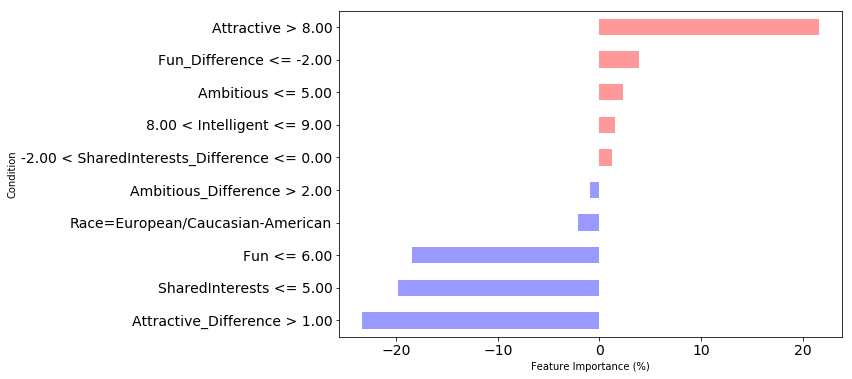 Attractive > 8.00
Fun_Difference <= -2.00
Ambitious <= 5.00
8.00 < Intelligent <= 9.00
-2.00 < SharedInterests_Difference <= 0.00
Ambitious_Difference > 2.00
Race=European/Caucasian-American
Fun <= 6.00
SharedInterests <= 5.00
Attractive_Difference > 1.00
Condition
−20 −10 0 10 20
Feature Importance (%)